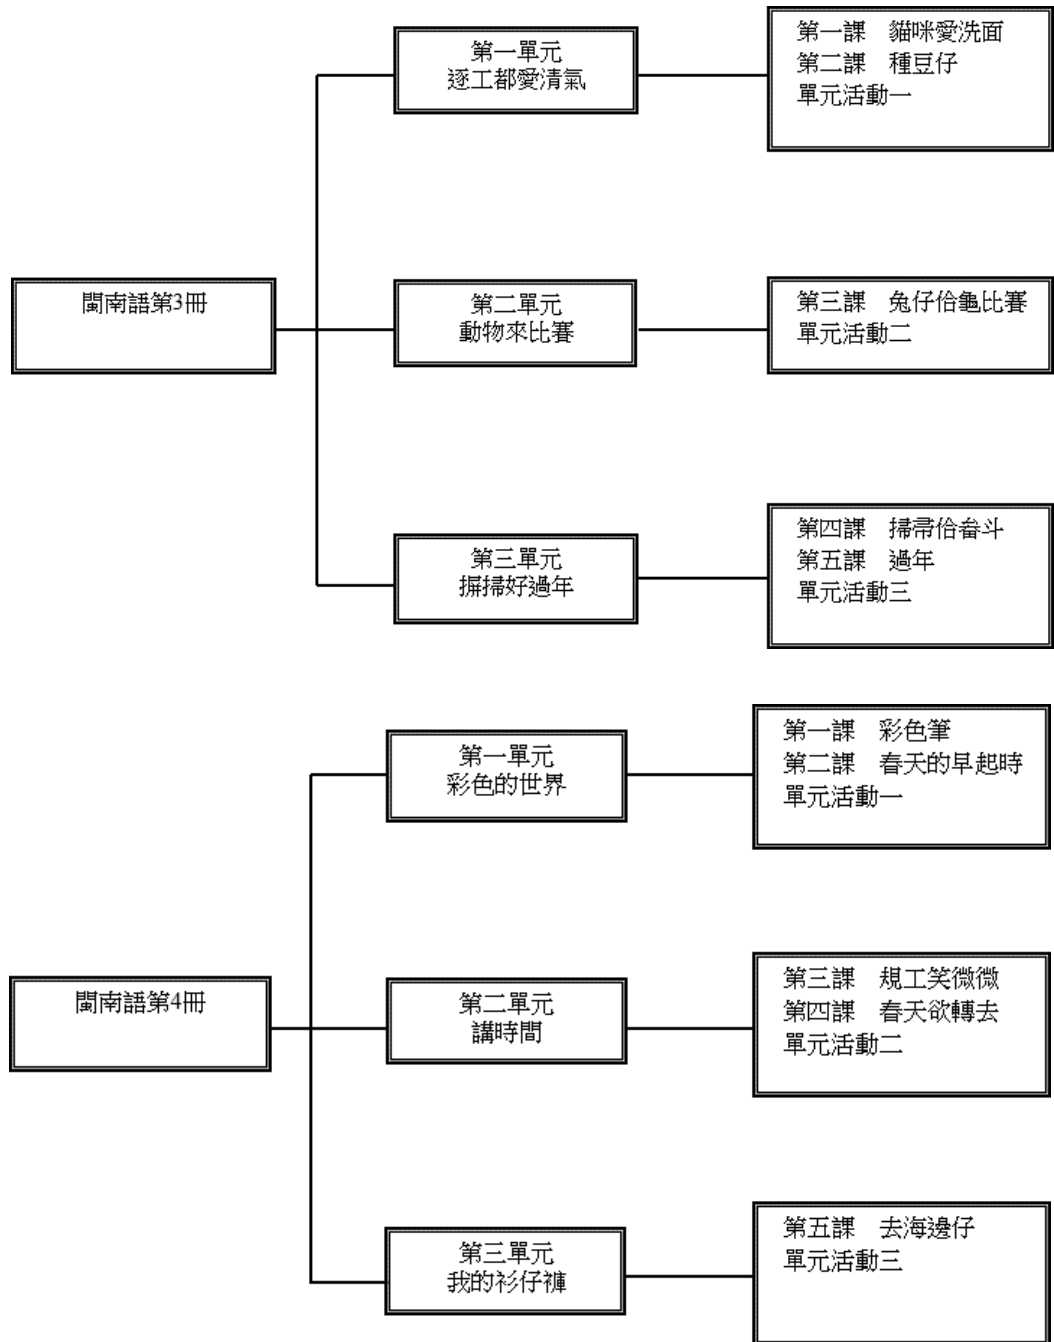 閩南語第3冊
第一單元
逐工都愛清氣
第一課　貓咪愛洗面
第二課　種豆仔
單元活動一
第二單元
動物來比賽
第三課　兔仔佮龜比賽
單元活動二
第三單元
摒掃好過年
第四課　掃帚佮畚斗
第五課　過年
單元活動三
閩南語第4冊
第一單元
彩色的世界
第一課　彩色筆
第二課　春天的早起時
單元活動一
第二單元
講時間
第三課　規工笑微微
第四課　春天欲轉去
單元活動二
第三單元
我的衫仔褲
第五課　去海邊仔
單元活動三